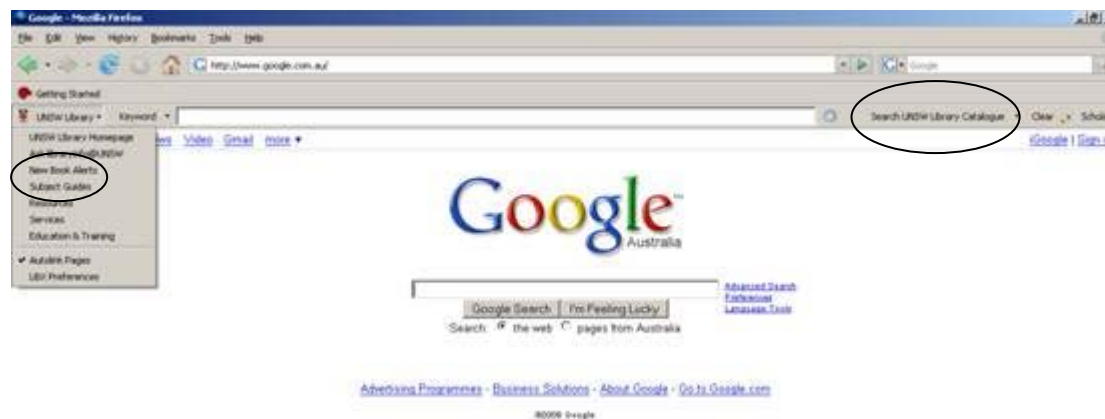 Google - Mozilla Firefox
File Edit View History Bookmarks Tools Help
http://www.google.com.au/
Google
Getting Started
UNSW Library Keyword Search UNSW Library Catalogue Clear Schol
UNSW Library Homepage
News Video Gmail more
iGoogle | Sign
New Book Alerts
Subject Guides
Resources
Services
Education & Training
Autolink Pages
LibX Preferences
Google
Australia
Advanced Search
Preferences
Language Tools
Google Search I'm Feeling Lucky
Search: the web pages from Australia
Advertising Programmes - Business Solutions - About Google - Go to Google.com
Google